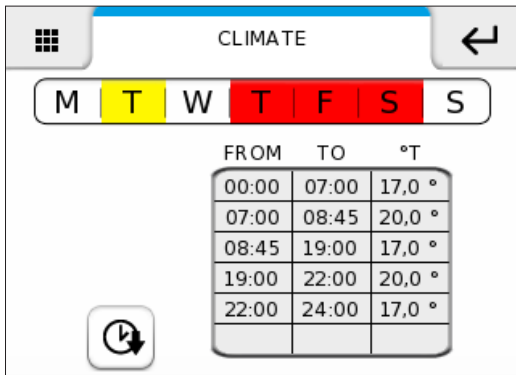 CLIMATE
M T W T F S S
FROM TO °T
00:00 07:00 17,0 °
07:00 08:45 20,0 °
08:45 19:00 17,0 °
19:00 22:00 20,0 °
22:00 24:00 17,0 °